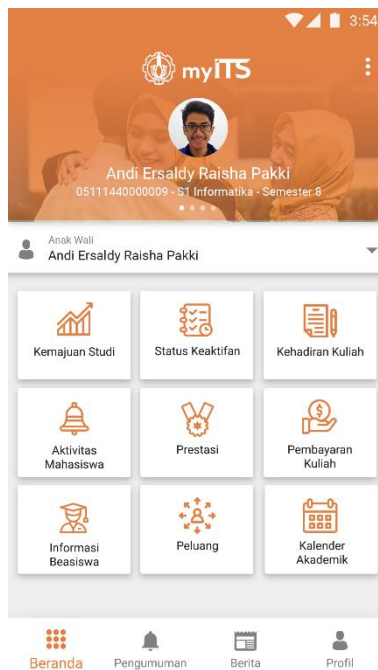 3:54
myITS
Andi Ersaldy Raisha Pakki
05111440000009 - S1 Informatika - Semester 8
Anak Wali
Andi Ersaldy Raisha Pakki
Kemajuan Studi
Status Keaktifan
Kehadiran Kuliah
Aktivitas
Mahasiswa
Prestasi
Pembayaran
Kuliah
Informasi
Beasiswa
Peluang
Kalender
Akademik
Beranda
Pengumuman
Berita
Profil